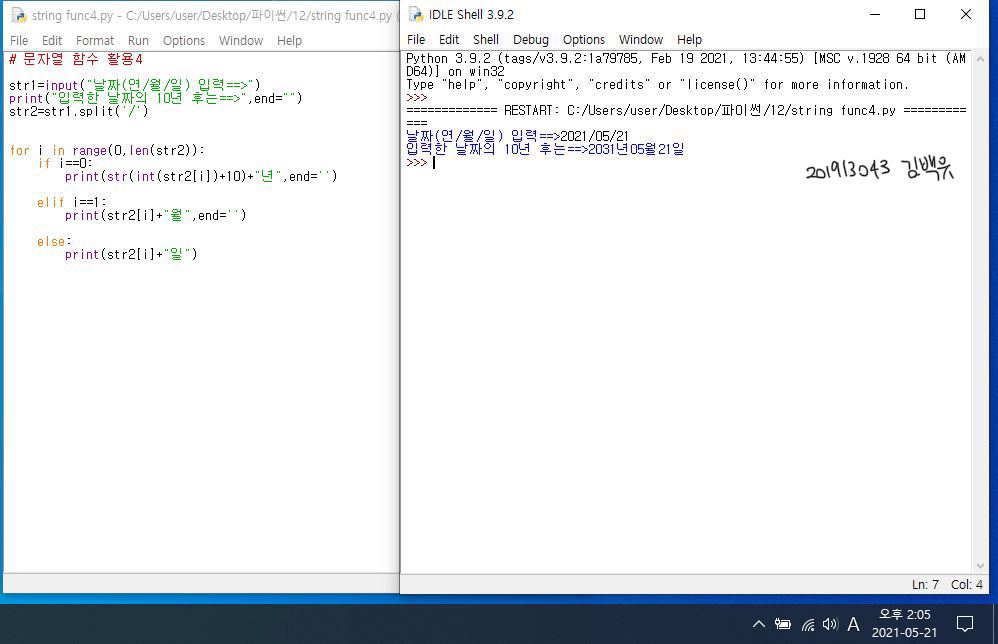 string func4.py - C:/Users/user/Desktop/파이썬/12/string func4.py (
File Edit Format Run Options Window Help
# 문자열 함수 활용4
str1=input("날짜(연/월/일) 입력==>")
print("입력한 날짜의 10년 후는==>",end="")
str2=str1.split('/')
for i in range(0,len(str2)):
if i==0:
print(str(int(str2[i])+10)+"년",end='')
elif i==1:
print(str2[i]+"월",end='')
else:
print(str2[i]+"일")
IDLE Shell 3.9.2
File Edit Shell Debug Options Window Help
Python 3.9.2 (tags/v3.9.2:1a79785, Feb 19 2021, 13:44:55) [MSC v.1928 64 bit (AM
D64)] on win32
Type "help", "copyright", "credits" or "license()" for more information.
>>>
============= RESTART: C:/Users/user/Desktop/파이썬/12/string func4.py =========
===
날짜(연/월/일) 입력==>2021/05/21
입력한 날짜의 10년 후는==>2031년05월21일
>>>
201913043 김백유
Ln: 7 Col: 4
A
오후 2:05
2021-05-21